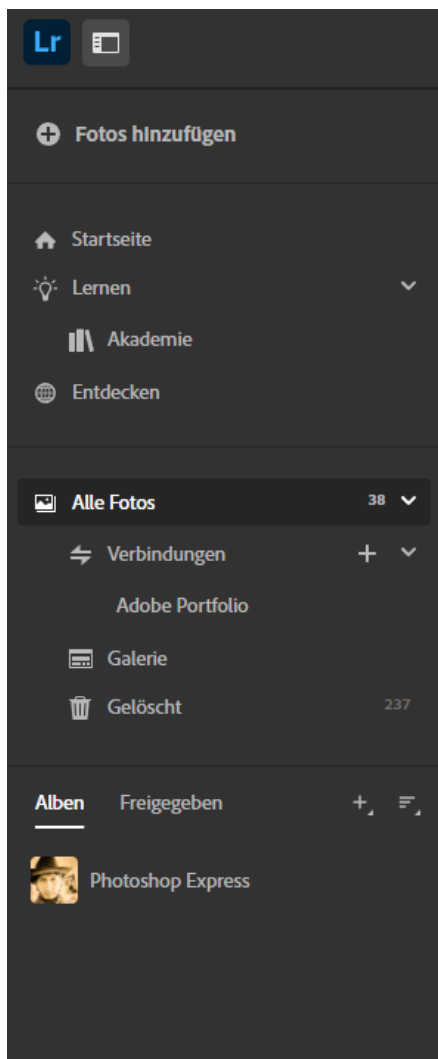 Lr
Fotos hinzufügen
Startseite
Lernen
Akademie
Entdecken
Alle Fotos 38
Verbindungen
Adobe Portfolio
Galerie
Gelöscht 237
Alben Freigegeben
Photoshop Express